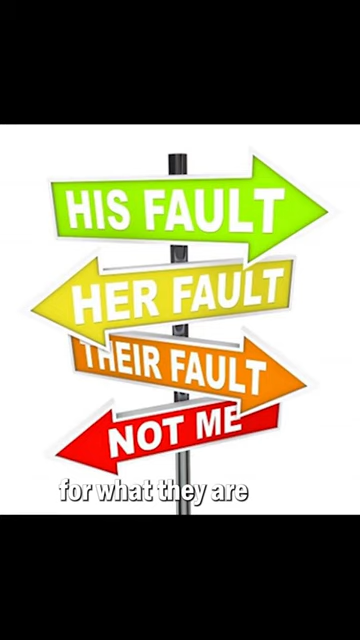 HIS FAULT
HER FAULT
THEIR FAULT
NOT ME
for what they are